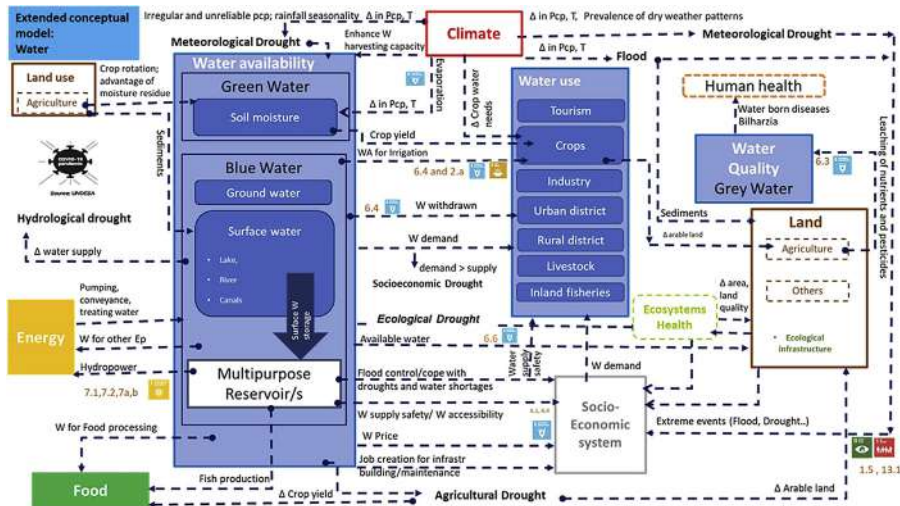 Extended conceptual
model:
Water
Irregular and unreliable pcp; rainfall seasonality
Δ in Pcp, T
Meteorological Drought
Enhance W
harvesting capacity
Climate
Δ in Pcp, T,
Prevalence of dry weather patterns
Meteorological Drought
Δ in Pcp, T
Flood
Land use
Agriculture
Crop rotation;
advantage of
moisture residue
Water availability
Green Water
Soil moisture
Evaporation
Δ in Pcp, T
Δ Crop water
needs
Crop yield
Water use
Tourism
Crops
Industry
Urban district
Rural district
Livestock
Inland fisheries
Human health
Water born diseases
Bilharzia
Water
Quality
Grey Water
6.3
Leaching of nutrients and pesticides
COVID-19
pandemic
Source: UNDESA
Sediments
Blue Water
Ground water
Surface water
• Lake,
• River
• Canals
Surface W
storage
WA for Irrigation
6.4 and 2.a
6.4
W withdrawn
W demand
demand > supply
Socioeconomic Drought
Hydrological drought
Δ water supply
Sediments
Δ arable land
Land
Agriculture
Others
• Ecological
infrastructure
Δ area,
land
quality
Ecosystems
Health
Energy
Pumping,
conveyance,
treating water
W for other Ep
Hydropower
7.1,7.2,7a,b
Ecological Drought
Available water
6.6
Water
supply
safety
Multipurpose
Reservoir/s
Flood control/cope with
droughts and water shortages
W supply safety/ W accessibility
W demand
Socio-
Economic
system
W Price
Job creation for infrastr
building/maintenance
Extreme events (Flood, Drought..)
1.5 , 13.1
W for Food processing
Fish production
Food
Δ Crop yield
Agricultural Drought
Δ Arable land